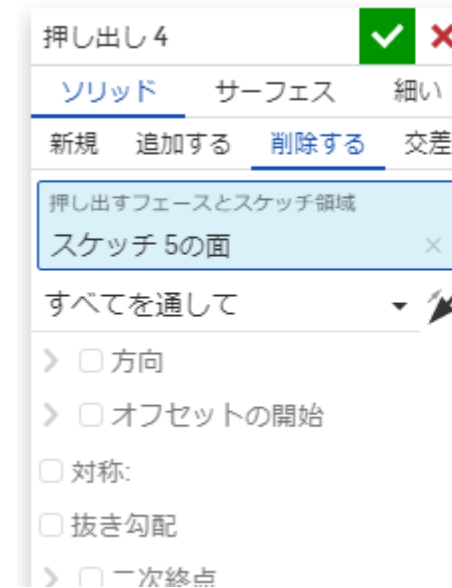 押し出し 4
ソリッド サーフェス 細い
新規 追加する 削除する 交差
押し出すフェースとスケッチ領域
スケッチ 5の面
すべてを通して
方向
オフセットの開始
対称:
抜き勾配
二次終点